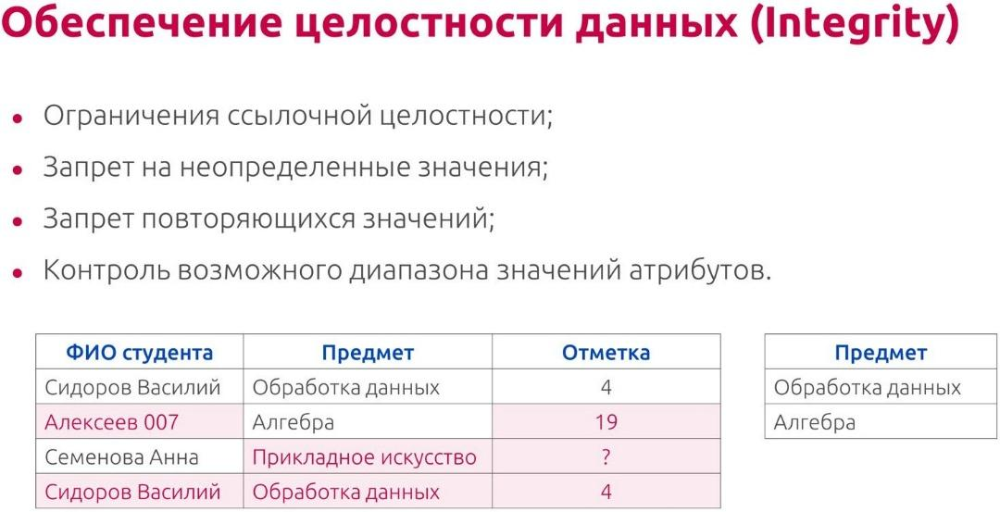 Обеспечение целостности данных (Integrity)
• Ограничения ссылочной целостности;
• Запрет на неопределенные значения;
• Запрет повторяющихся значений;
• Контроль возможного диапазона значений атрибутов.
ФИО студента Предмет Отметка
Сидоров Василий Обработка данных 4
Алексеев 007 Алгебра 19
Семенова Анна Прикладное искусство ?
Сидоров Василий Обработка данных 4
Предмет
Обработка данных
Алгебра